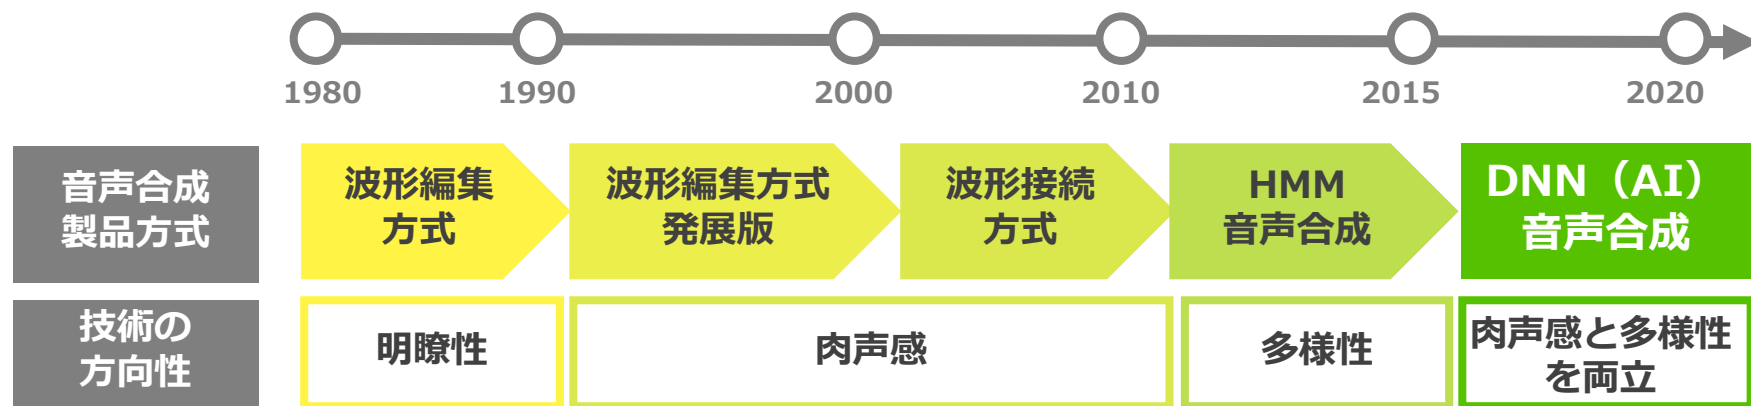 1980 1990 2000 2010 2015 2020
音声合成
製品方式
波形編集
方式
波形編集方式
発展版
波形接続
方式
HMM
音声合成
DNN（AI）
音声合成
技術の
方向性
明瞭性
肉声感
多様性
肉声感と多様性
を両立